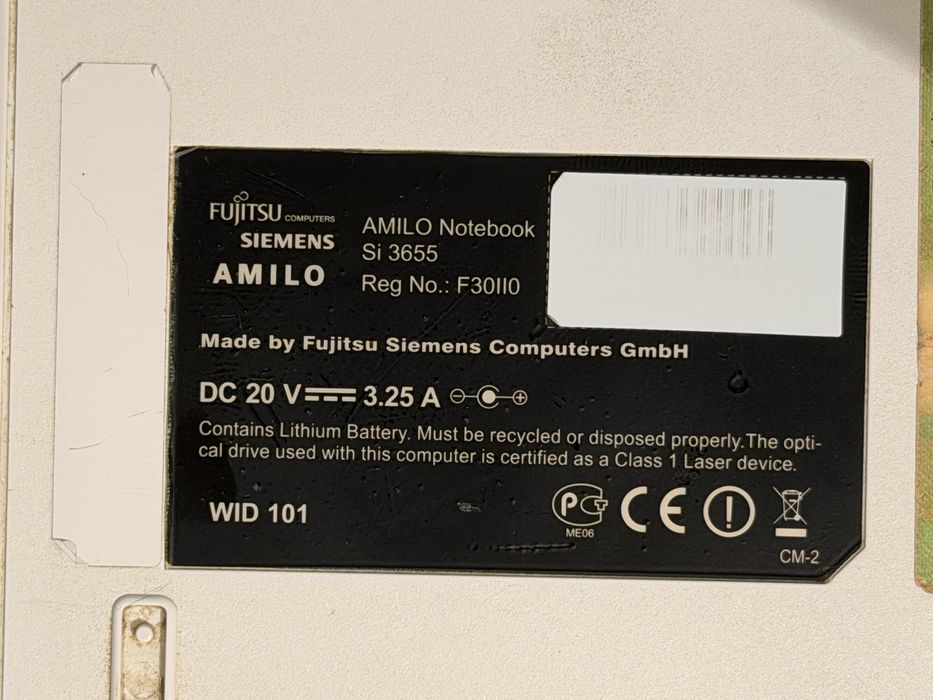 FUJITSU COMPUTERS
SIEMENS
AMILO
AMILO Notebook
Si 3655
Reg No.: F30II0
Made by Fujitsu Siemens Computers GmbH
DC 20 V 3.25 A
Contains Lithium Battery. Must be recycled or disposed properly.The opti-
cal drive used with this computer is certified as a Class 1 Laser device.
WID 101
ME06
CE
CM-2